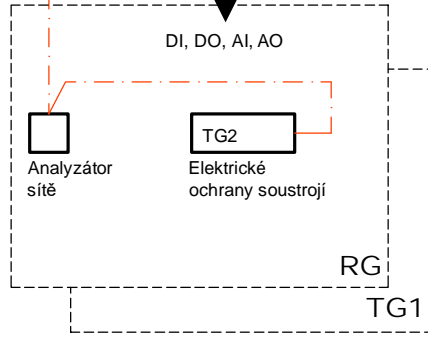 DI, DO, AI, AO
TG2
Analyzátor
sítě
Elektrické
ochrany soustrojí
RG
TG1